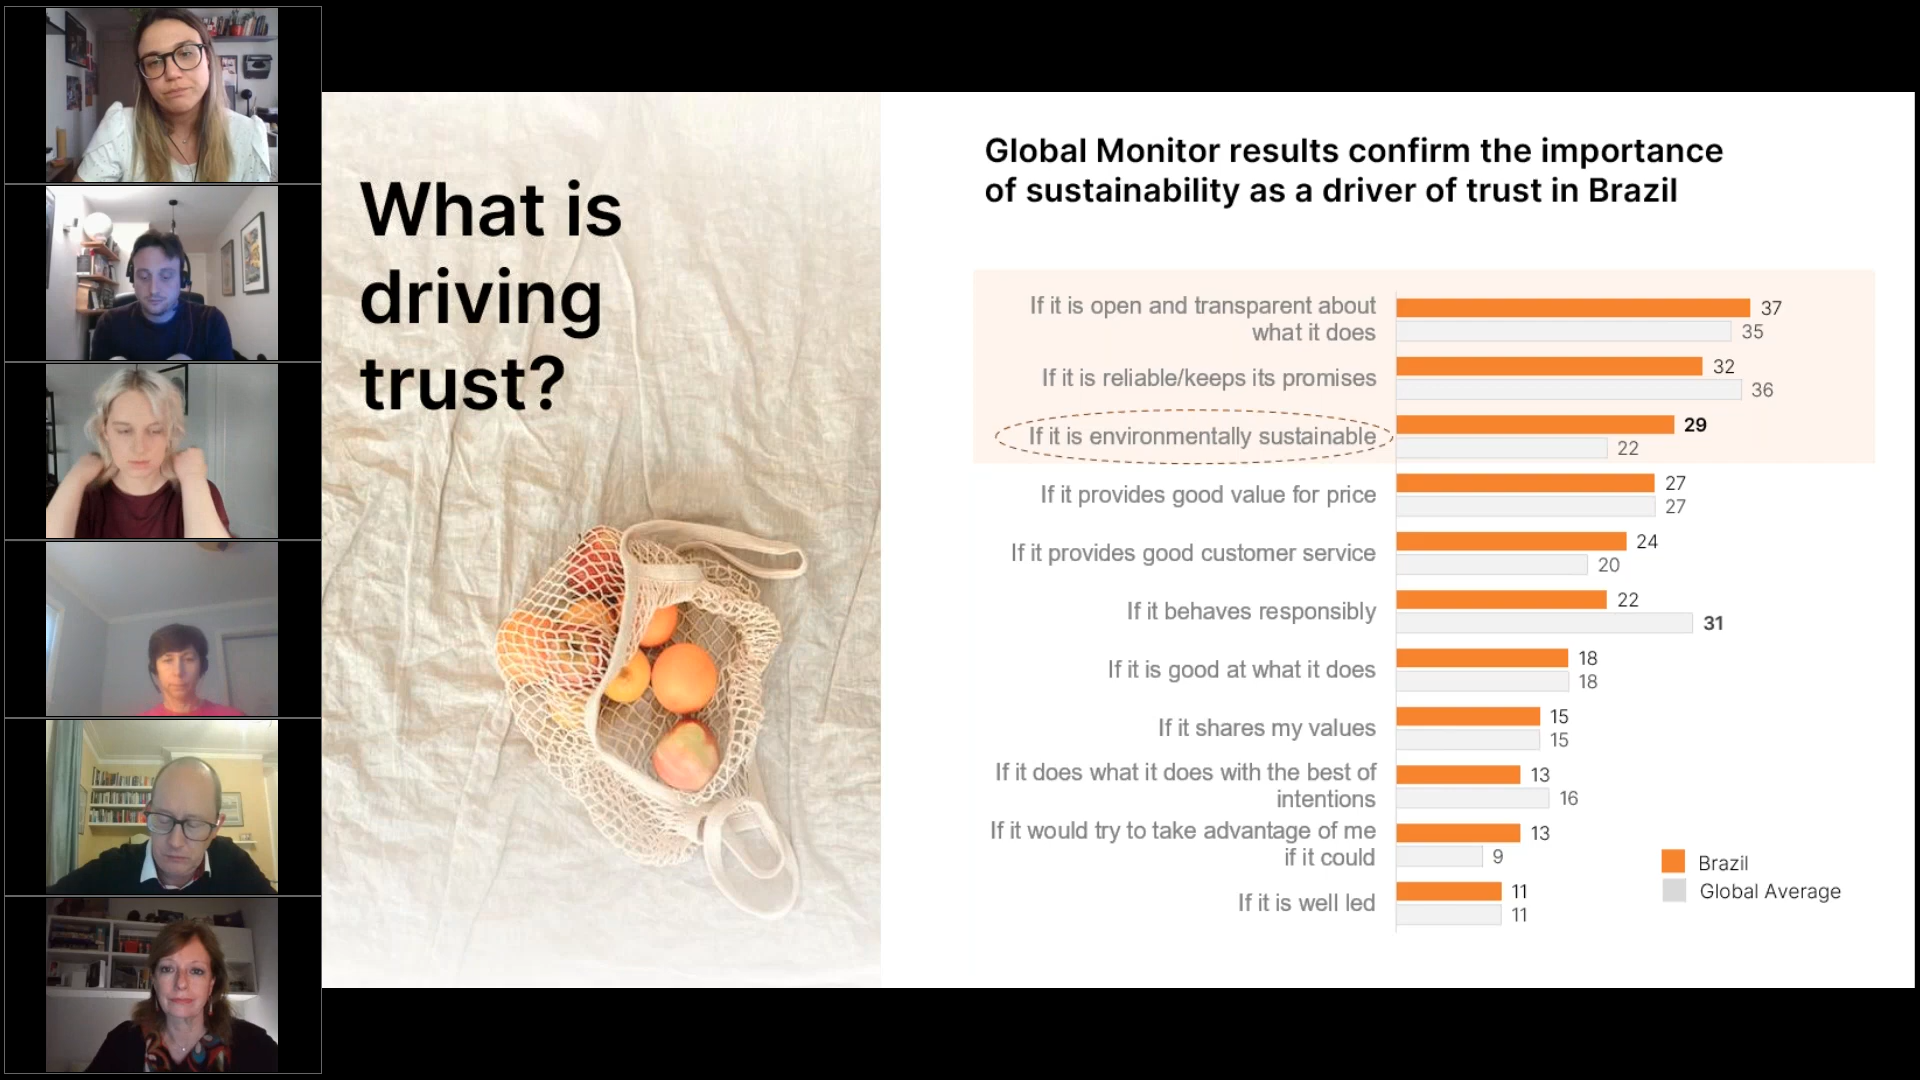 What is
driving
trust?
Global Monitor results confirm the importance
of sustainability as a driver of trust in Brazil
If it is open and transparent about
what it does
37
35
If it is reliable/keeps its promises
32
36
If it is environmentally sustainable
29
22
If it provides good value for price
27
27
If it provides good customer service
24
20
If it behaves responsibly
22
31
If it is good at what it does
18
18
If it shares my values
15
15
If it does what it does with the best of
intentions
13
16
If it would try to take advantage of me
if it could
13
9
If it is well led
11
11
Brazil
Global Average